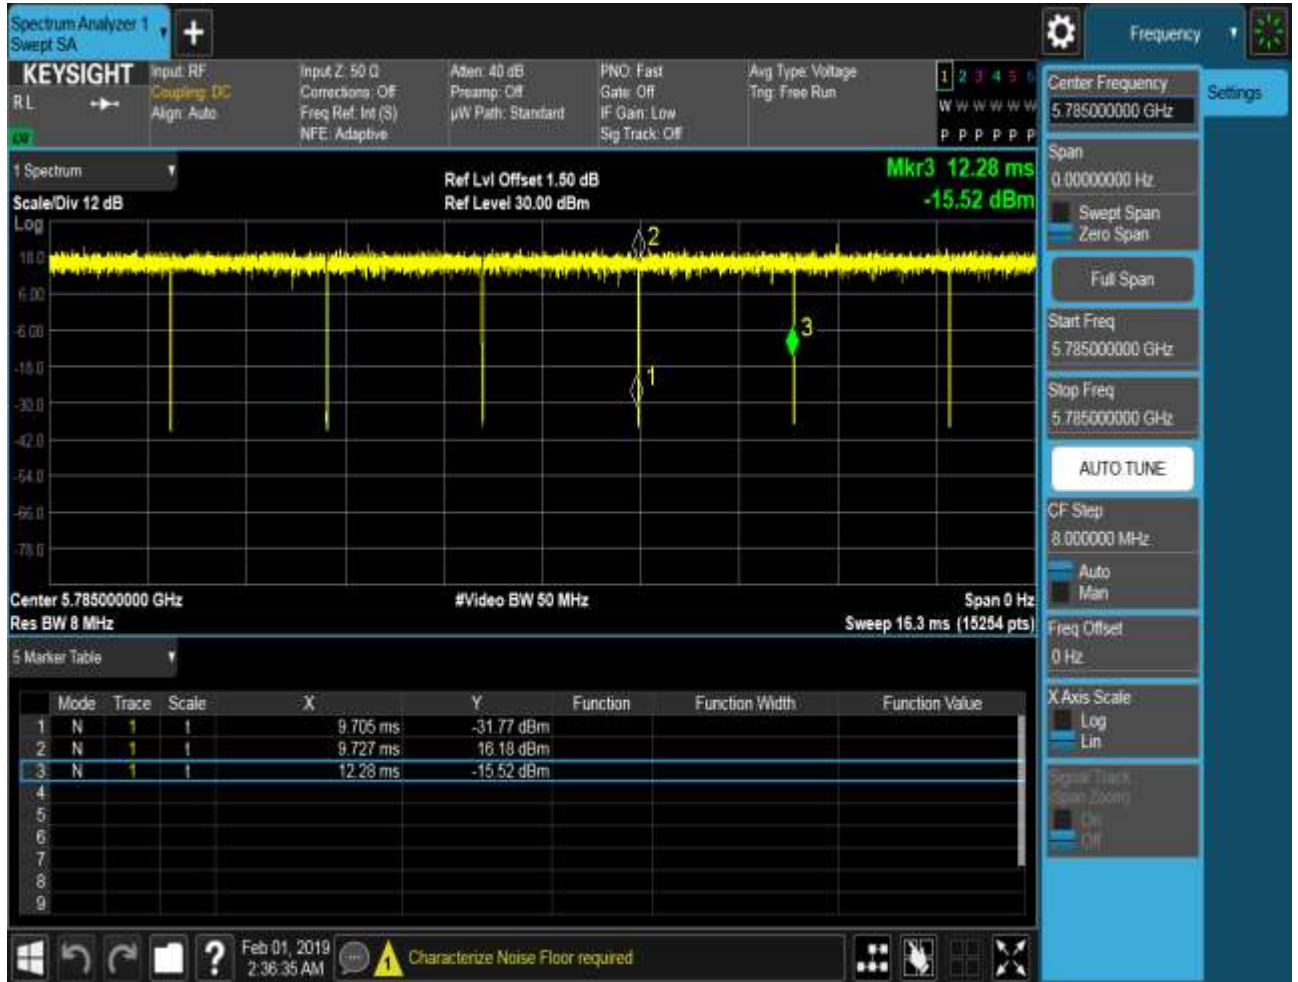 Spectrum Analyzer 1
Swept SA
Frequency
KEYSIGHT
RL
Input: RF
Coupling: DC
Align: Auto
Input Z: 50 Ω
Corrections: Off
Freq Ref: Int (S)
NFE: Adaptive
Atten: 40 dB
Preamp: Off
µW Path: Standard
PNO: Fast
Gate: Off
IF Gain: Low
Sig Track: Off
Avg Type: Voltage
Trig: Free Run
1 2 3 4 5 6
W W W W W W
P P P P P P
1 Spectrum
Scale/Div 12 dB
Log
Ref Lvl Offset 1.50 dB
Ref Level 30.00 dBm
Mkr3 12.28 ms
-15.52 dBm
18.0
6.00
-6.00
-18.0
-30.0
-42.0
-54.0
-66.0
-78.0
2
3
1
Center 5.785000000 GHz
#Video BW 50 MHz
Span 0 Hz
Res BW 8 MHz
Sweep 16.3 ms (15254 pts)
5 Marker Table
Mode Trace Scale X Y Function Function Width Function Value
1 N 1 t 9.705 ms -31.77 dBm
2 N 1 t 9.727 ms 16.18 dBm
3 N 1 t 12.28 ms -15.52 dBm
4
5
6
7
8
9
Center Frequency
5.785000000 GHz
Settings
Span
0.00000000 Hz
Swept Span
Zero Span
Full Span
Start Freq
5.785000000 GHz
Stop Freq
5.785000000 GHz
AUTO TUNE
CF Step
8.000000 MHz
Auto
Man
Freq Offset
0 Hz
X Axis Scale
Log
Lin
Signal Track
(Span Zoom)
On
Off
?
Feb 01, 2019
2:36:35 AM
1
Characterize Noise Floor required